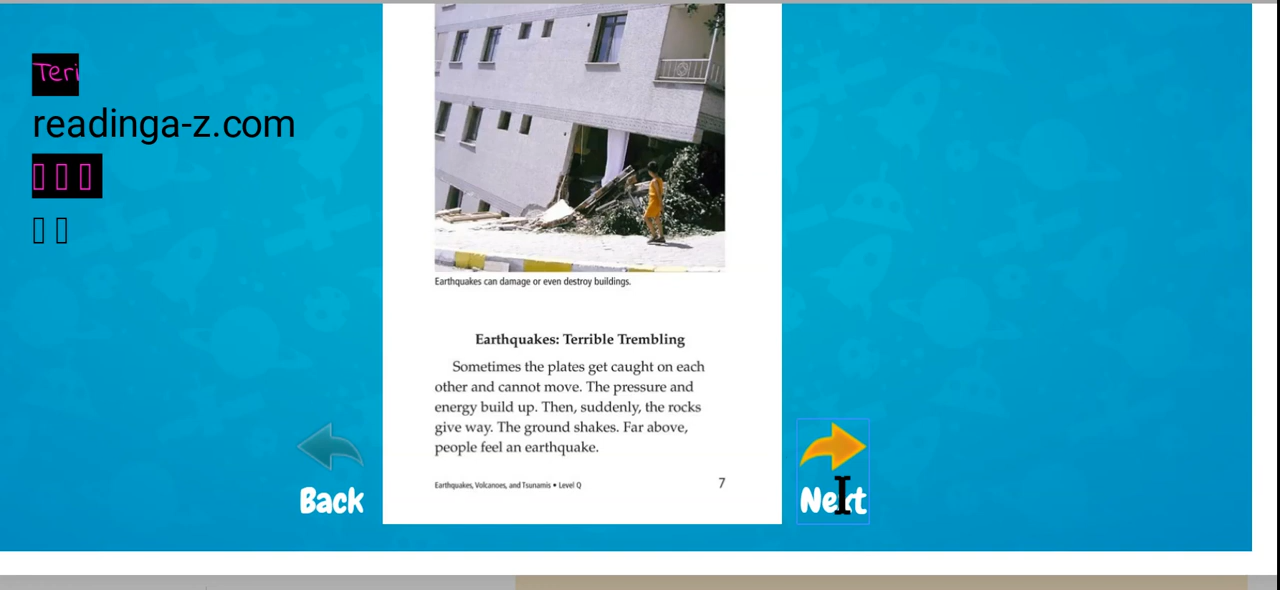 Teri
readinga-z.com
Earthquakes can damage or even destroy buildings.
Earthquakes: Terrible Trembling
Sometimes the plates get caught on each
other and cannot move. The pressure and
energy build up. Then, suddenly, the rocks
give way. The ground shakes. Far above,
people feel an earthquake.
Earthquakes, Volcanoes, and Tsunamis • Level Q
7
Back
Next